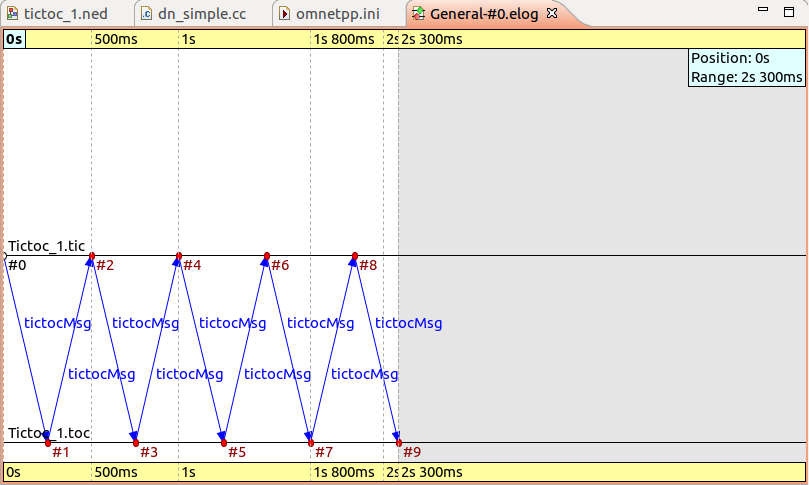 tictoc_1.ned dn_simple.cc omnetpp.ini General-#0.elog
0s 500ms 1s 1s 800ms 2s 2s 300ms
Position: 0s
Range: 2s 300ms
Tictoc_1.tic
#0 #2 #4 #6 #8
tictocMsg tictocMsg tictocMsg tictocMsg tictocMsg
tictocMsg tictocMsg tictocMsg tictocMsg
Tictoc_1.toc
#1 #3 #5 #7 #9
0s 500ms 1s 1s 800ms 2s 2s 300ms